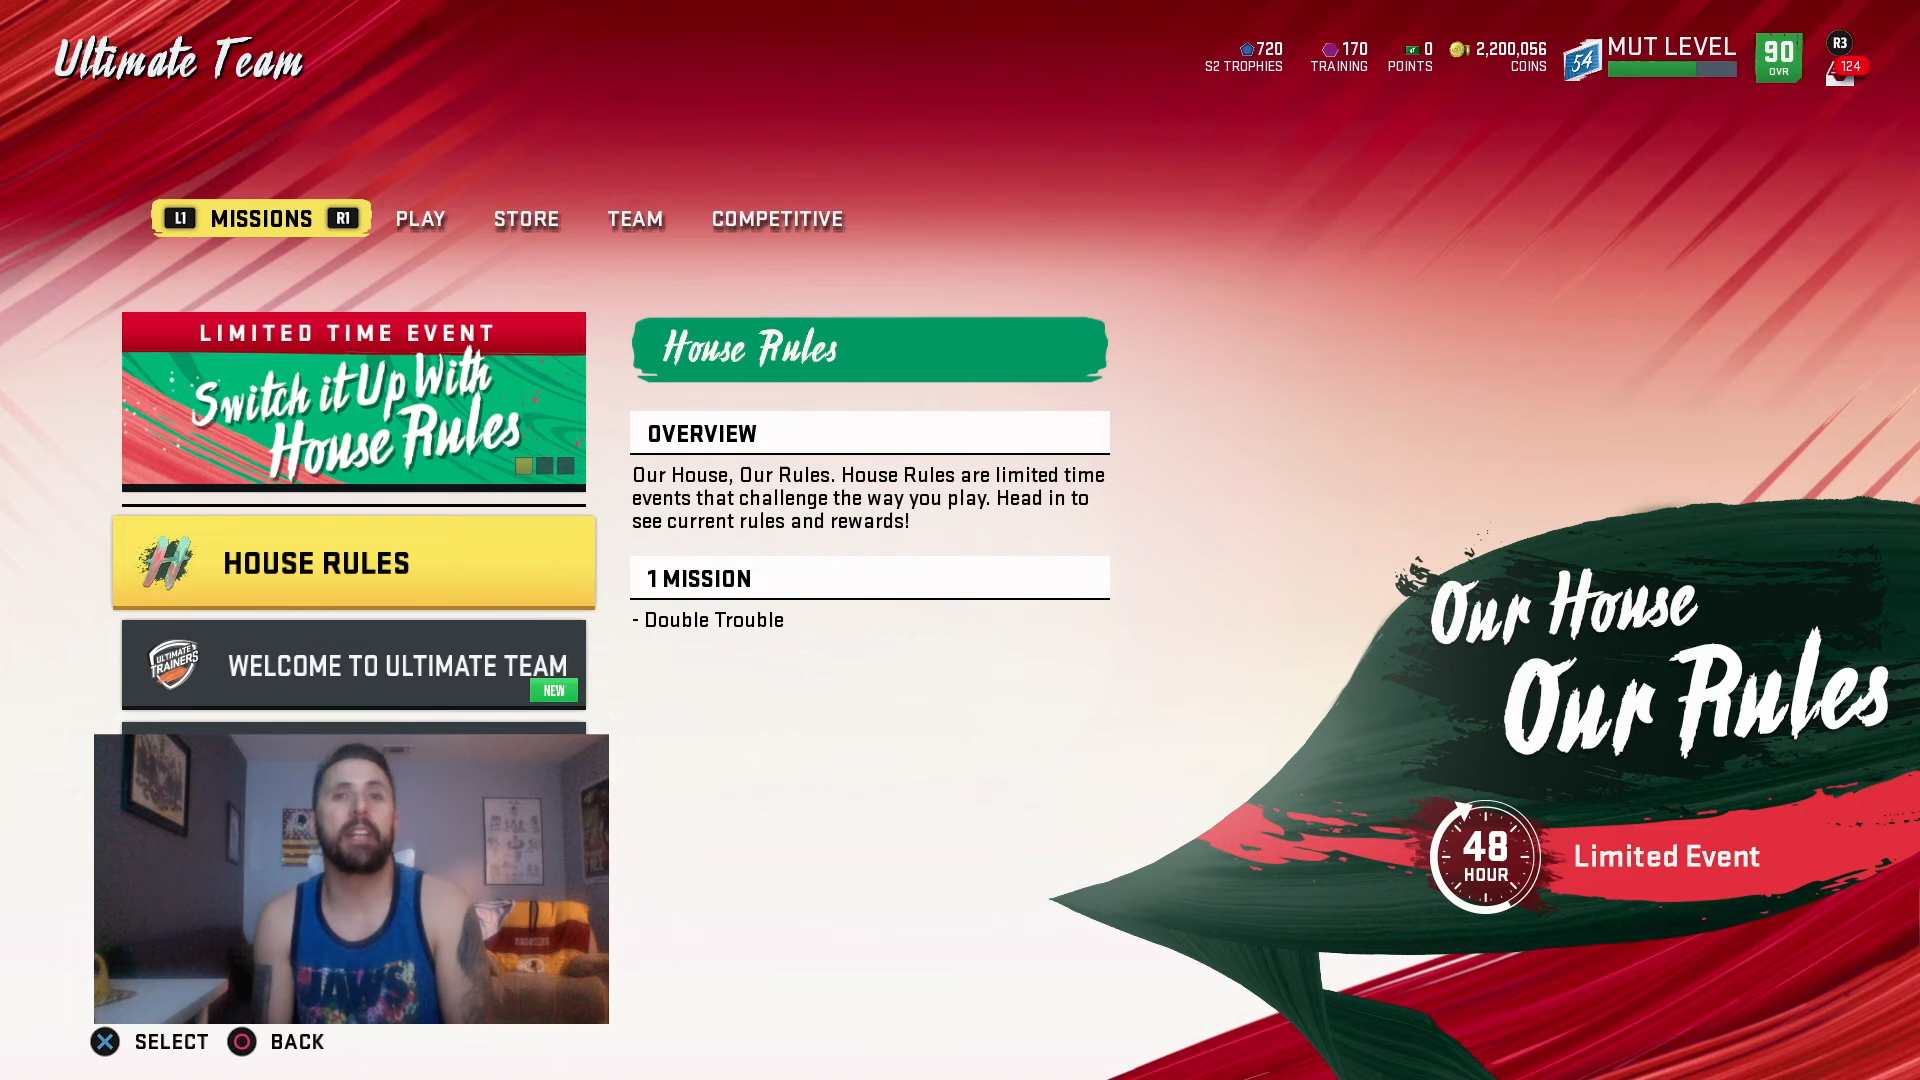 Ultimate Team
720
S2 TROPHIES
170
TRAINING
0
POINTS
2,200,056
COINS
54
MUT LEVEL
90
OVR
R3
124
L1 MISSIONS R1 PLAY STORE TEAM COMPETITIVE
LIMITED TIME EVENT
Switch it Up With
House Rules
House Rules
OVERVIEW
Our House, Our Rules. House Rules are limited time
events that challenge the way you play. Head in to
see current rules and rewards!
1 MISSION
- Double Trouble
H
HOUSE RULES
ULTIMATE
TRAINERS
WELCOME TO ULTIMATE TEAM
NEW
Our House
Our Rules
48
HOUR
Limited Event
SELECT BACK